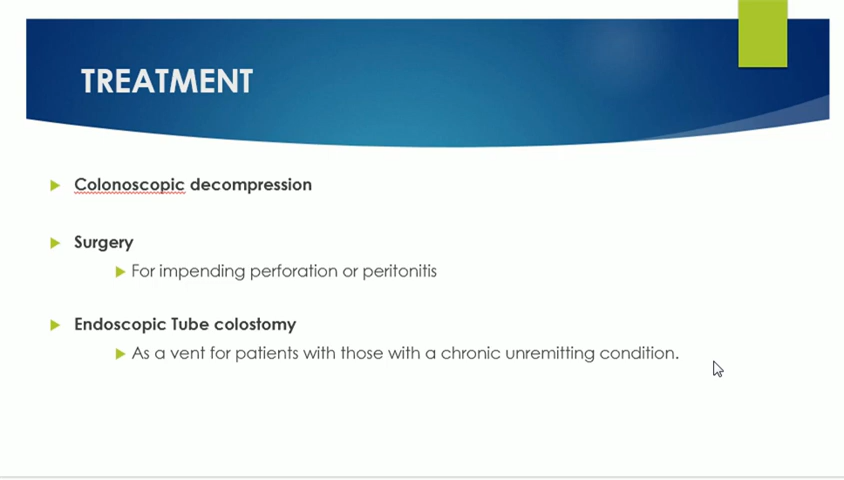 TREATMENT
Colonoscopic decompression
Surgery
For impending perforation or peritonitis
Endoscopic Tube colostomy
As a vent for patients with those with a chronic unremitting condition.